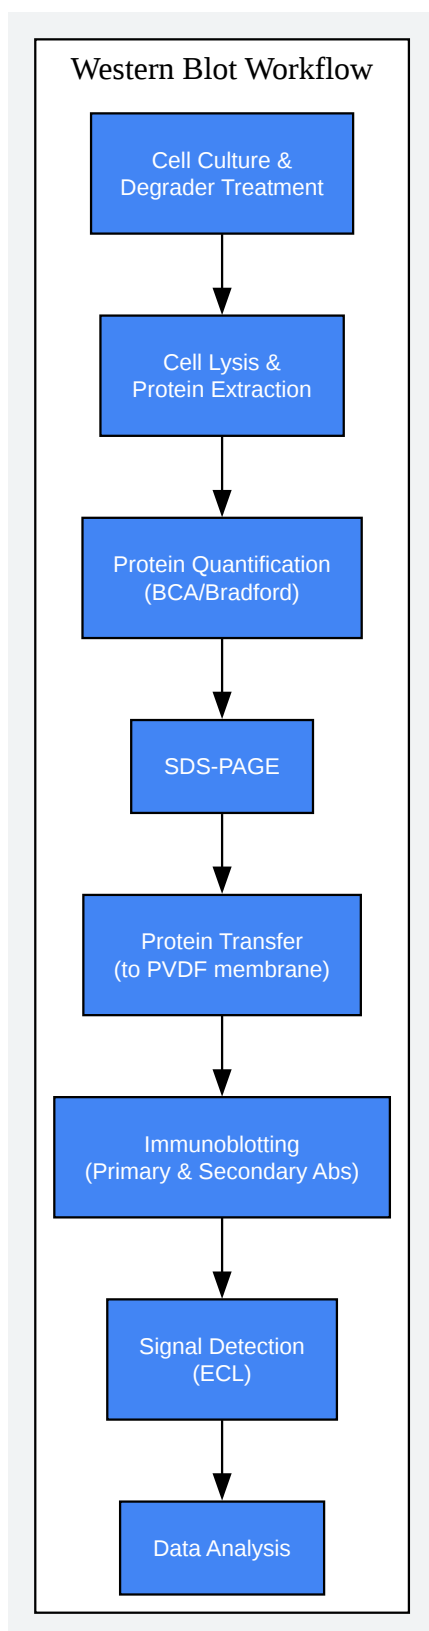 Western Blot Workflow
Cell Culture &
Degrader Treatment
Cell Lysis &
Protein Extraction
Protein Quantification
(BCA/Bradford)
SDS-PAGE
Protein Transfer
(to PVDF membrane)
Immunoblotting
(Primary & Secondary Abs)
Signal Detection
(ECL)
Data Analysis